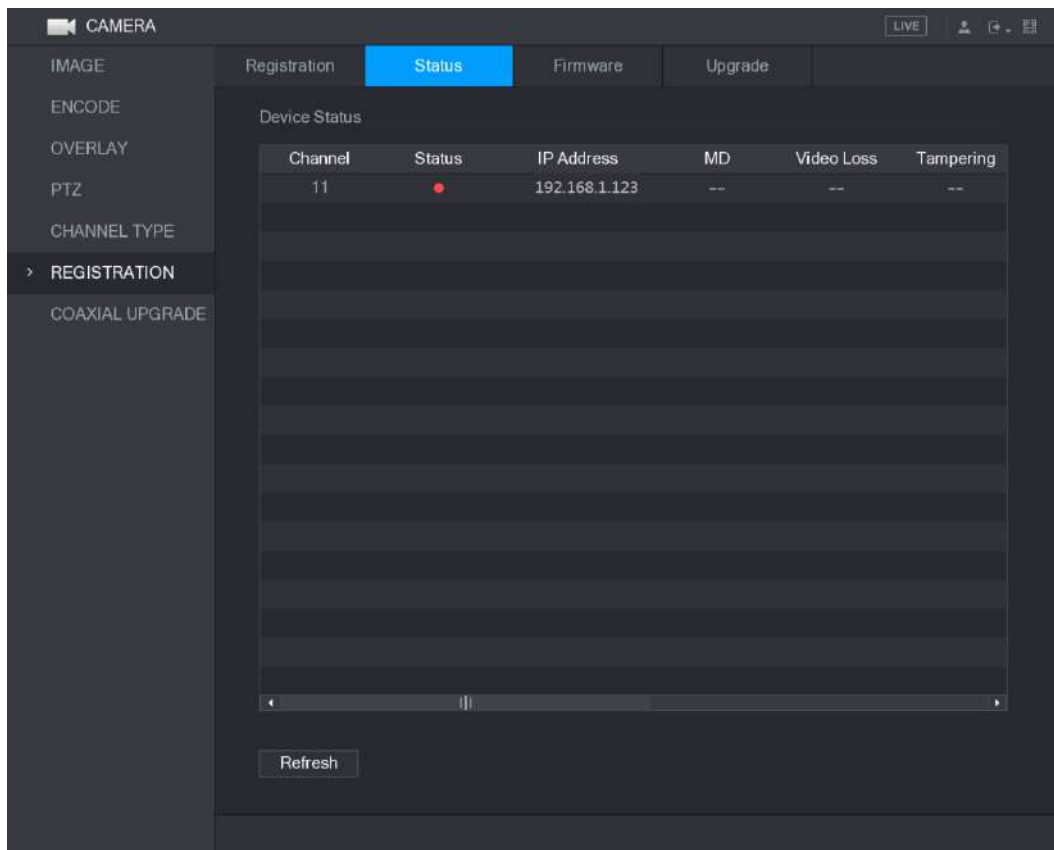 CAMERA LIVE
IMAGE
ENCODE
OVERLAY
PTZ
CHANNEL TYPE
> REGISTRATION
COAXIAL UPGRADE
Registration Status Firmware Upgrade
Device Status
Channel Status IP Address MD Video Loss Tampering
11 192.168.1.123 -- -- --
Refresh